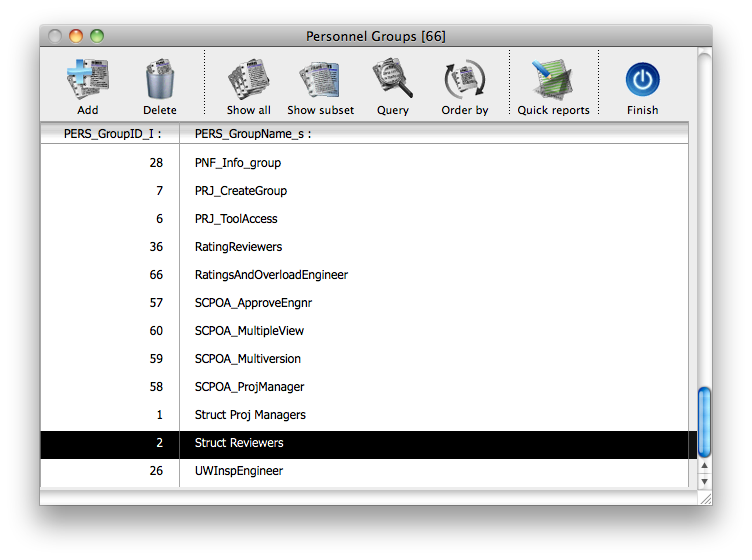 Personnel Groups [66]
Add Delete Show all Show subset Query Order by Quick reports Finish
PERS_GroupID_I : PERS_GroupName_s :
28 PNF_Info_group
7 PRJ_CreateGroup
6 PRJ_ToolAccess
36 RatingReviewers
66 RatingsAndOverloadEngineer
57 SCPOA_ApproveEngnr
60 SCPOA_MultipleView
59 SCPOA_Multiversion
58 SCPOA_ProjManager
1 Struct Proj Managers
2 Struct Reviewers
26 UWInspEngineer